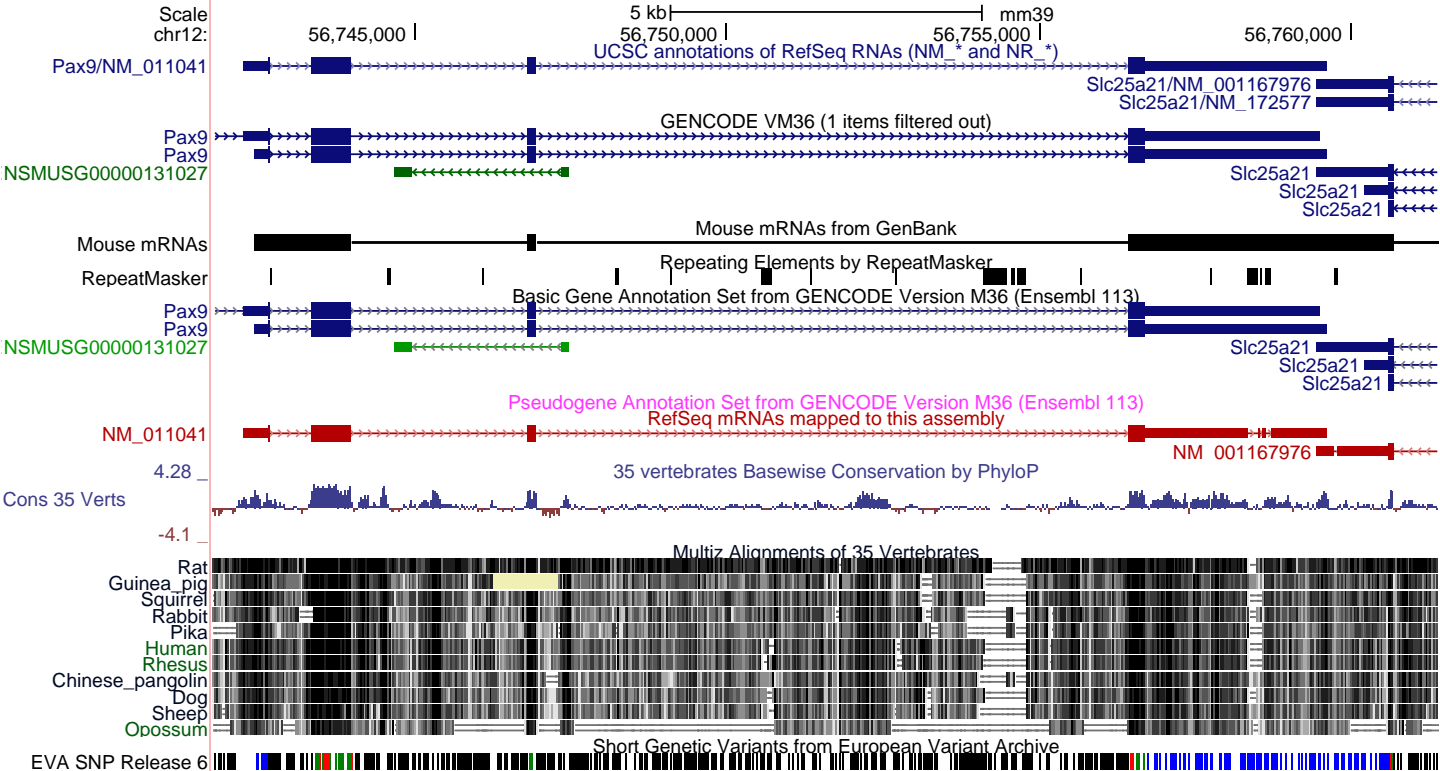 Scale 5 kb mm39
chr12: 56,745,000 56,750,000 56,755,000 56,760,000
UCSC annotations of RefSeq RNAs (NM_* and NR_*)
Pax9/NM_011041
Slc25a21/NM_001167976
Slc25a21/NM_172577
GENCODE VM36 (1 items filtered out)
Pax9
Pax9
NSMUSG00000131027 Slc25a21
Slc25a21
Slc25a21
Mouse mRNAs from GenBank
Mouse mRNAs
Repeating Elements by RepeatMasker
RepeatMasker
Basic Gene Annotation Set from GENCODE Version M36 (Ensembl 113)
Pax9
Pax9
NSMUSG00000131027 Slc25a21
Slc25a21
Slc25a21
Pseudogene Annotation Set from GENCODE Version M36 (Ensembl 113)
RefSeq mRNAs mapped to this assembly
NM_011041
NM_001167976
4.28 _ 35 vertebrates Basewise Conservation by PhyloP
Cons 35 Verts
-4.1 _
Multiz Alignments of 35 Vertebrates
Rat
Guinea_pig
Squirrel
Rabbit
Pika
Human
Rhesus
Chinese_pangolin
Dog
Sheep
Opossum
Short Genetic Variants from European Variant Archive
EVA SNP Release 6